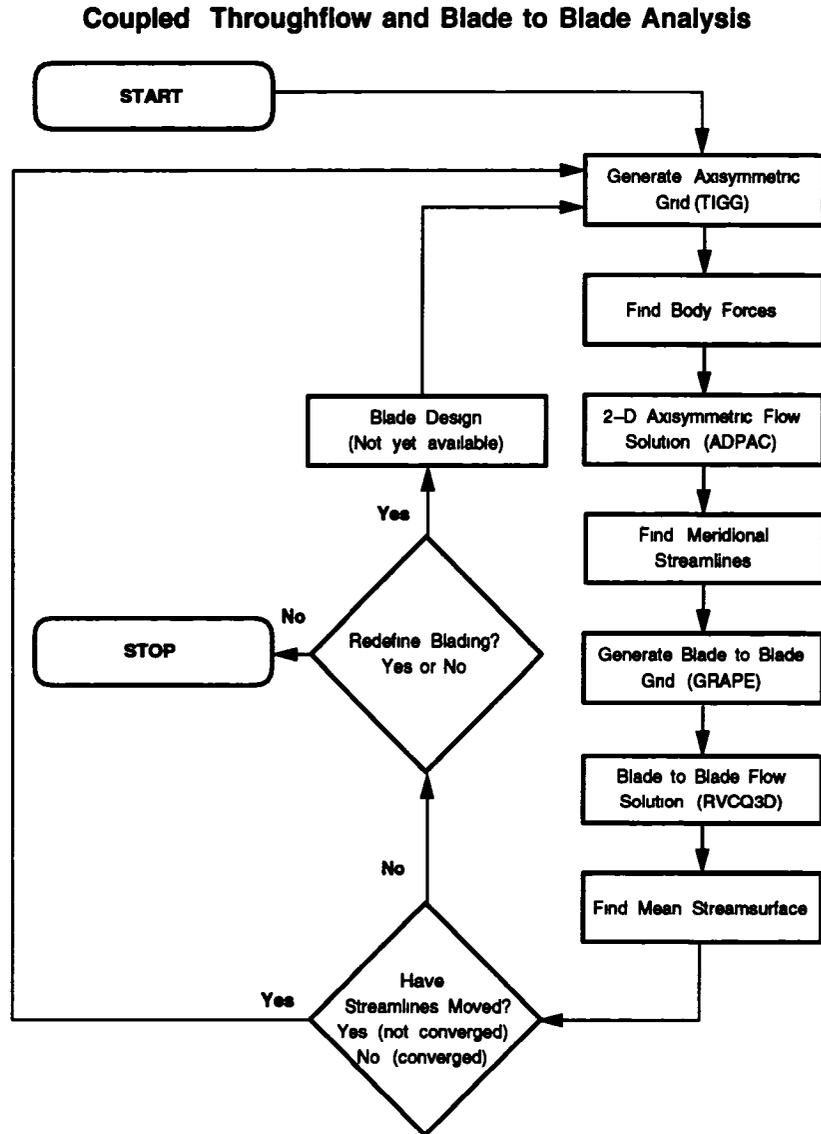 Coupled Throughflow and Blade to Blade Analysis
START
Generate Axisymmetric
Grid (TIGG)
Find Body Forces
Blade Design
(Not yet available)
2-D Axisymmetric Flow
Solution (ADPAC)
Yes
Find Meridional
Streamlines
No
STOP
Redefine Blading?
Yes or No
Generate Blade to Blade
Grid (GRAPE)
Blade to Blade Flow
Solution (RVCQ3D)
No
Find Mean Streamsurface
Yes
Have
Streamlines Moved?
Yes (not converged)
No (converged)